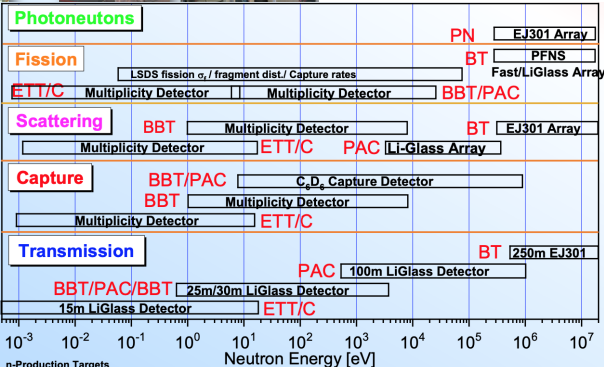 Photoneutons
PN
EJ301 Array
Fission
BT
PFNS
Fast/LiGlass Array
LSDS fission σf / fragment dist./ Capture rates
ETT/C
Multiplicity Detector
Multiplicity Detector
BBT/PAC
Scattering
BBT
Multiplicity Detector
BT
EJ301 Array
Multiplicity Detector
ETT/C
PAC
Li-Glass Array
Capture
BBT/PAC
C6D6 Capture Detector
BBT
Multiplicity Detector
Multiplicity Detector
ETT/C
Transmission
BT
250m EJ301
PAC
100m LiGlass Detector
BBT/PAC/BBT
25m/30m LiGlass Detector
15m LiGlass Detector
ETT/C
10-3 10-2 10-1 100 101 102 103 104 105 106 107
Neutron Energy [eV]
n-Production Targets